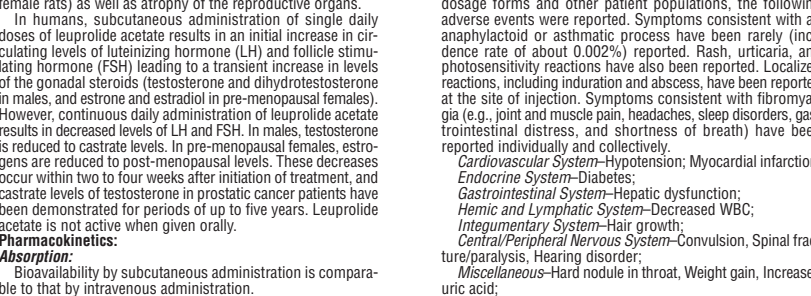 female rats) as well as atrophy of the reproductive organs.
In humans, subcutaneous administration of single daily
doses of leuprolide acetate results in an initial increase in cir-
culating levels of luteinizing hormone (LH) and follicle stimu-
lating hormone (FSH) leading to a transient increase in levels
of the gonadal steroids (testosterone and dihydrotestosterone
in males, and estrone and estradiol in pre-menopausal females).
However, continuous daily administration of leuprolide acetate
results in decreased levels of LH and FSH. In males, testosterone
is reduced to castrate levels. In pre-menopausal females, estro-
gens are reduced to post-menopausal levels. These decreases
occur within two to four weeks after initiation of treatment, and
castrate levels of testosterone in prostatic cancer patients have
been demonstrated for periods of up to five years. Leuprolide
acetate is not active when given orally.
Pharmacokinetics:
Absorption:
Bioavailability by subcutaneous administration is compara-
ble to that by intravenous administration.
dosage forms and other patient populations, the followin
adverse events were reported. Symptoms consistent with a
anaphylactoid or asthmatic process have been rarely (inc
dence rate of about 0.002%) reported. Rash, urticaria, an
photosensitivity reactions have also been reported. Localize
reactions, including induration and abscess, have been reporte
at the site of injection. Symptoms consistent with fibromya
gia (e.g., joint and muscle pain, headaches, sleep disorders, gas
trointestinal distress, and shortness of breath) have bee
reported individually and collectively.
Cardiovascular System–Hypotension; Myocardial infarction
Endocrine System–Diabetes;
Gastrointestinal System–Hepatic dysfunction;
Hemic and Lymphatic System–Decreased WBC;
Integumentary System–Hair growth;
Central/Peripheral Nervous System–Convulsion, Spinal frac
ture/paralysis, Hearing disorder;
Miscellaneous–Hard nodule in throat, Weight gain, Increase
uric acid;